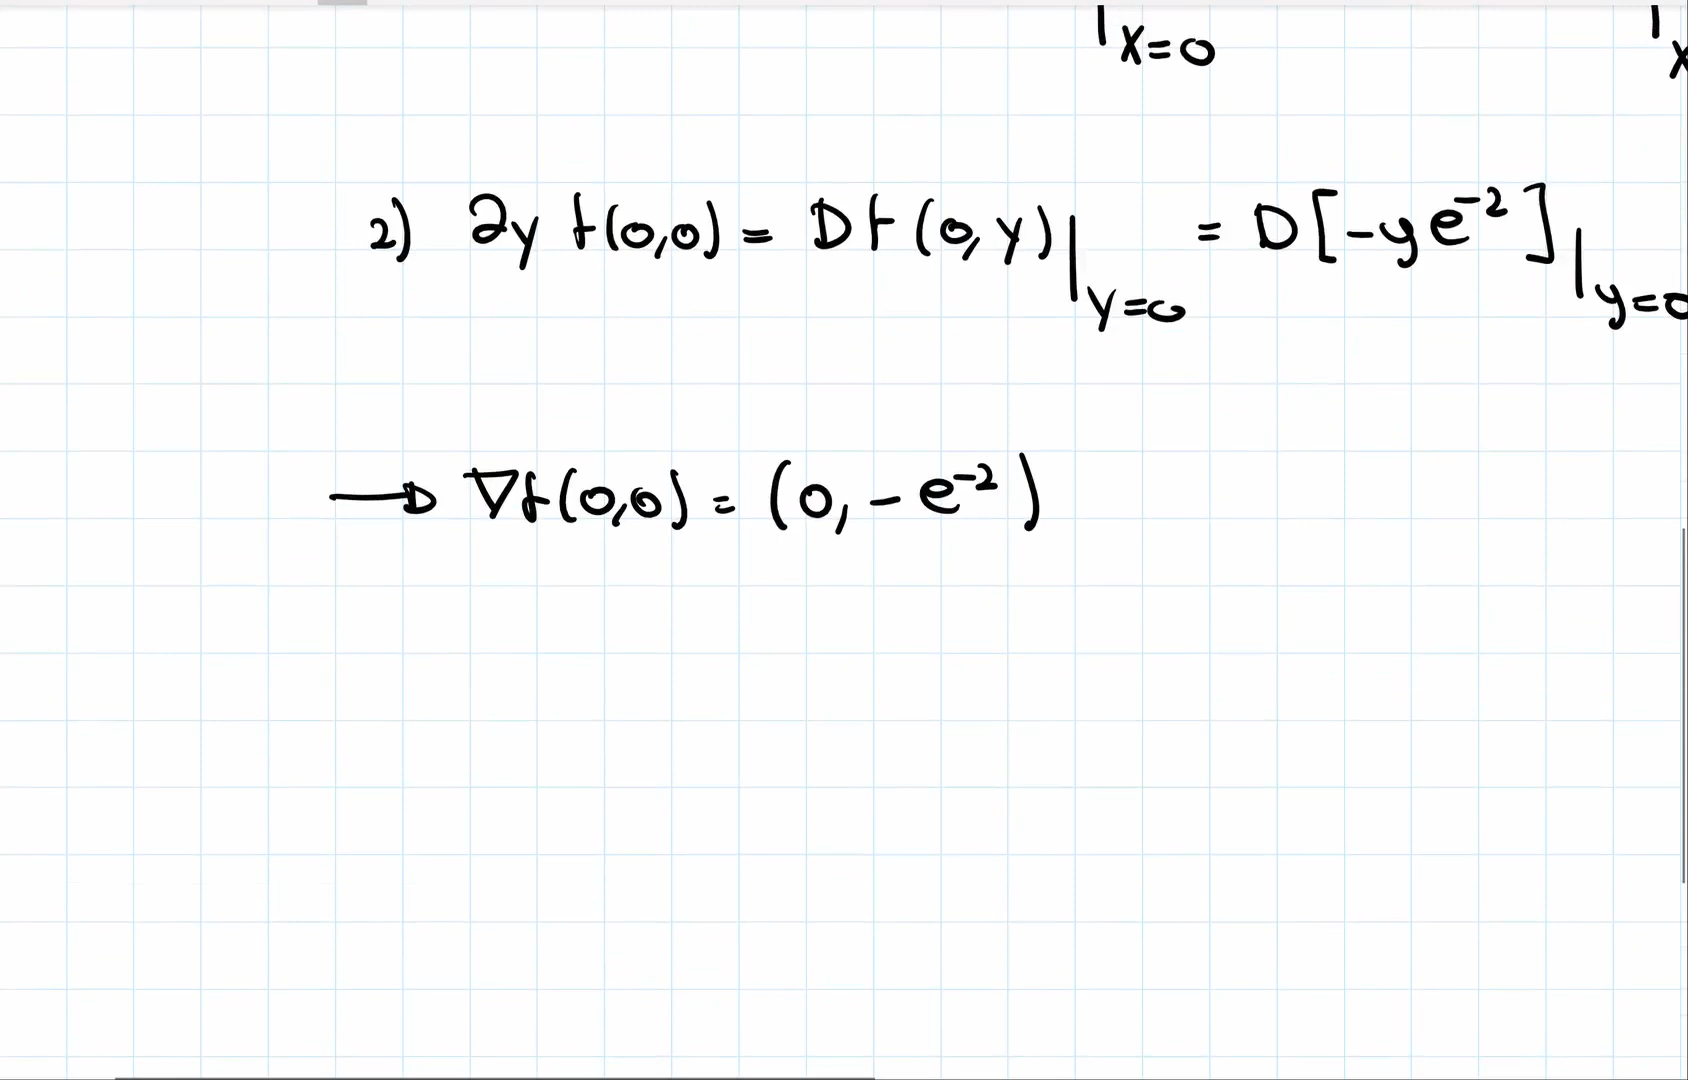 |x=0 |x
2) ∂y f(0,0) = Df(0,y)|y=0 = D[-ye⁻²]|y=0
→ ∇f(0,0) = (0, -e⁻²)